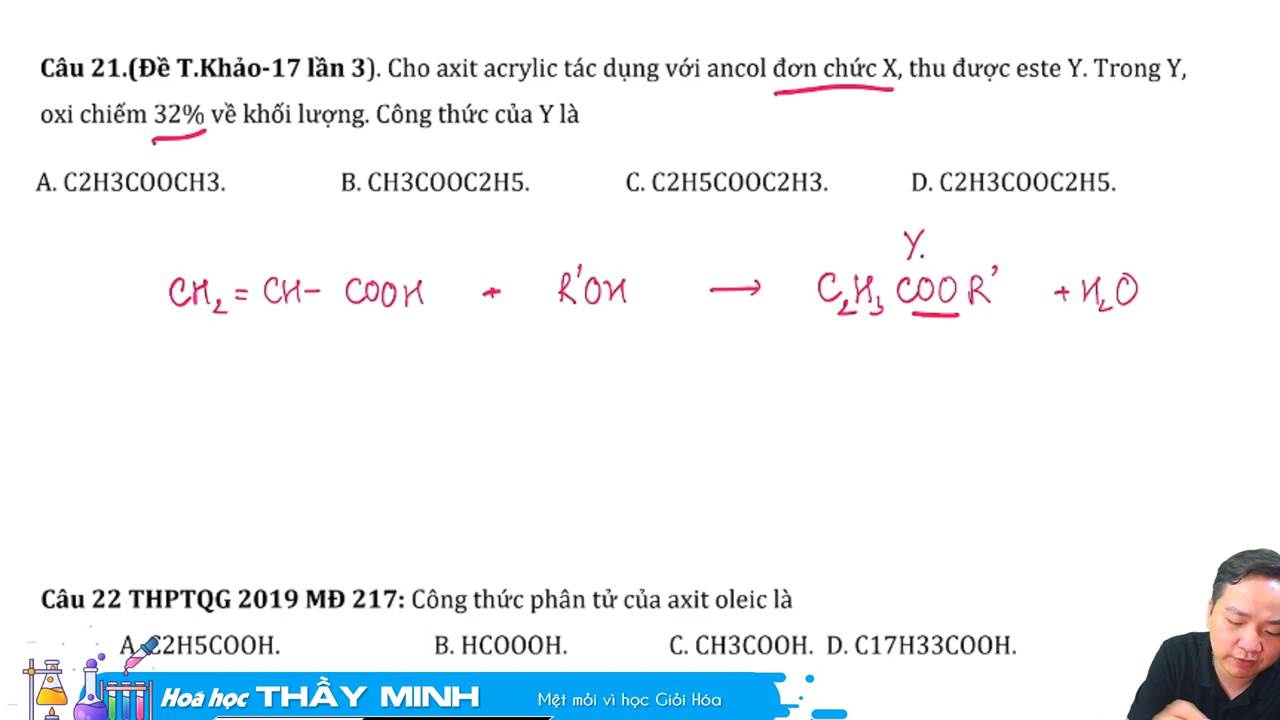 Câu 21.(Đề T.Khảo-17 lần 3). Cho axit acrylic tác dụng với ancol đơn chức X, thu được este Y. Trong Y,
oxi chiếm 32% về khối lượng. Công thức của Y là
A. C2H3COOCH3. B. CH3COOC2H5. C. C2H5COOC2H3. D. C2H3COOC2H5.
Y.
CH₂ = CH- COOH + R'OH → C₂H₃COOR' + H₂O
Câu 22 THPTQG 2019 MĐ 217: Công thức phân tử của axit oleic là
A. C2H5COOH. B. HCOOOH. C. CH3COOH. D. C17H33COOH.
Hoá học THẦY MINH Mệt mỏi vì học Giỏi Hóa